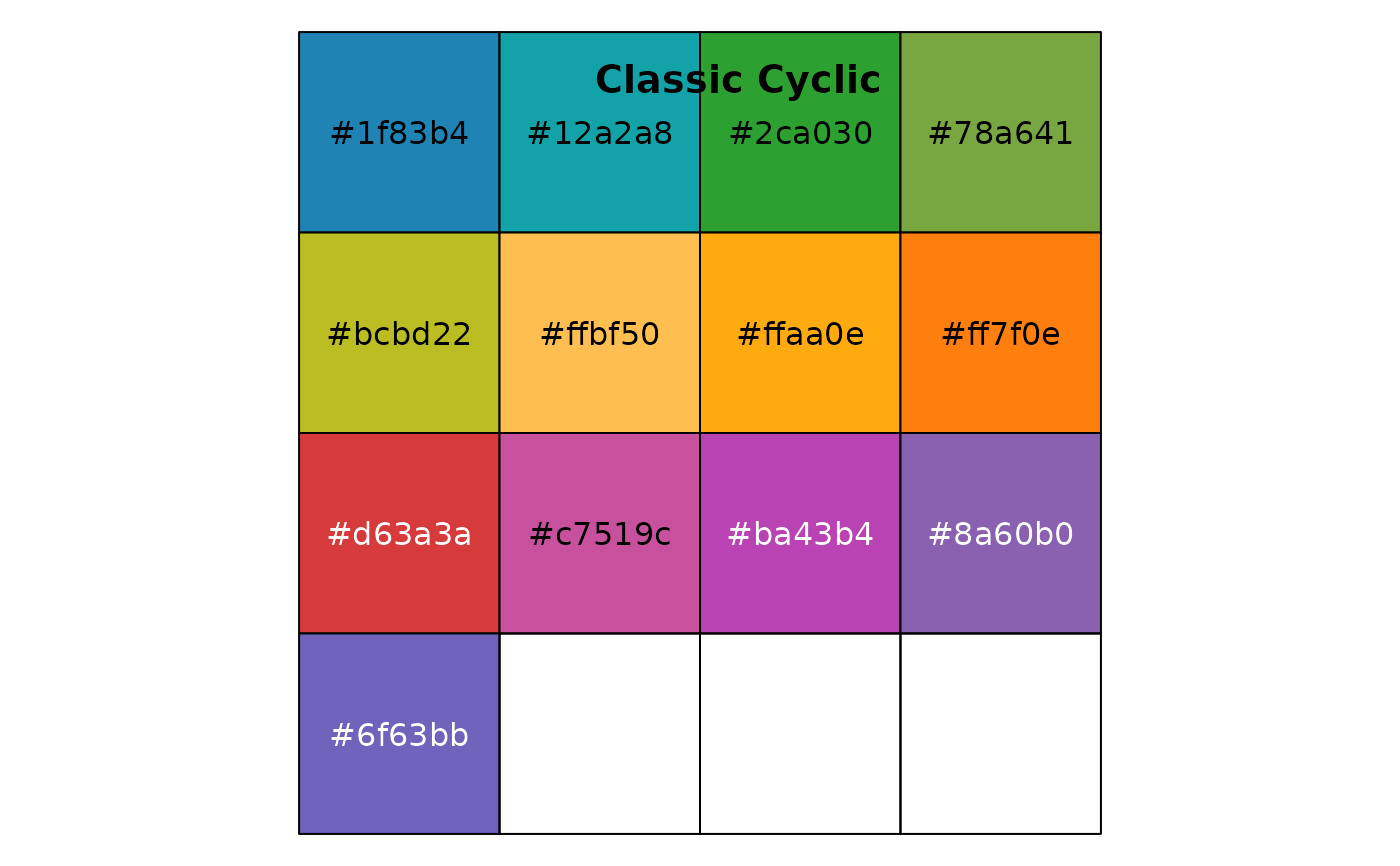 Classic Cyclic
#1f83b4 #12a2a8 #2ca030 #78a641
#bcbd22 #ffbf50 #ffaa0e #ff7f0e
#d63a3a #c7519c #ba43b4 #8a60b0
#6f63bb